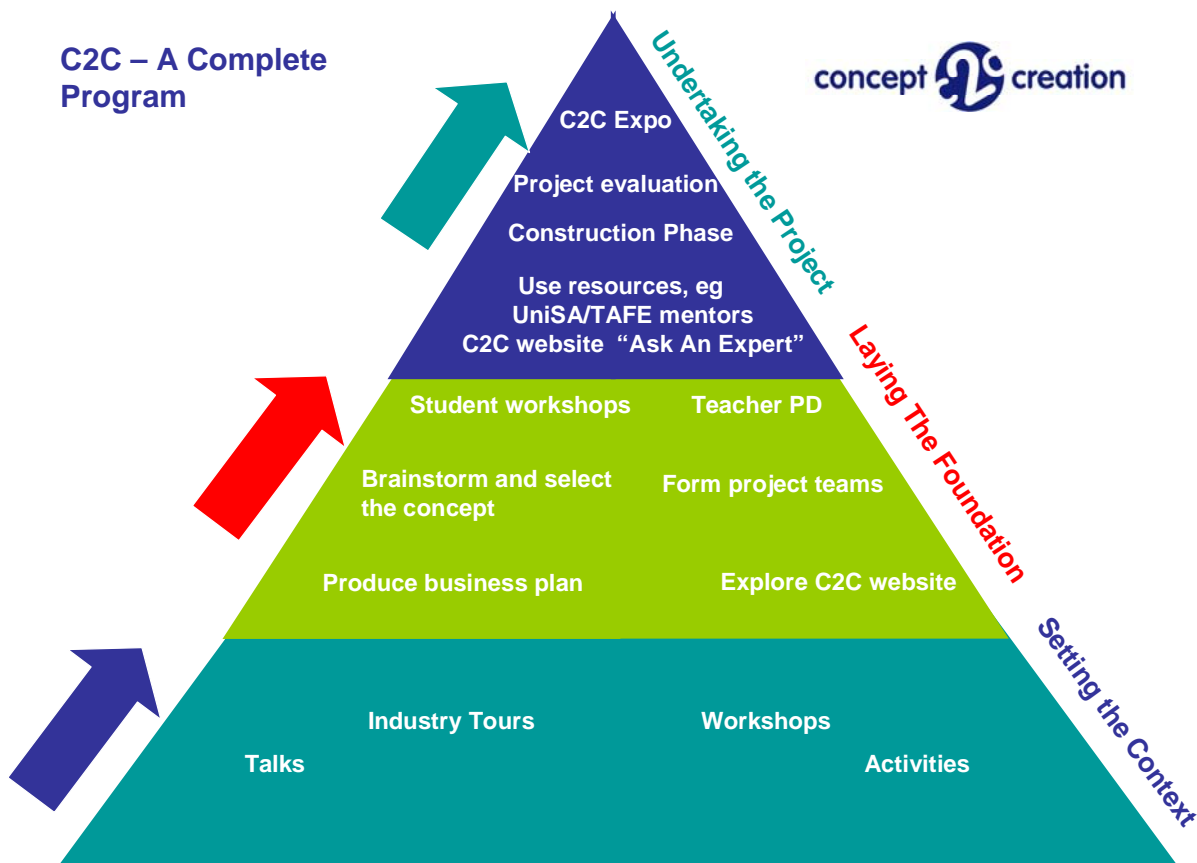 C2C – A Complete
Program
concept 2 creation
Undertaking the Project
C2C Expo
Project evaluation
Construction Phase
Use resources, eg
UniSA/TAFE mentors
C2C website “Ask An Expert”
Laying The Foundation
Student workshops
Teacher PD
Brainstorm and select
the concept
Form project teams
Produce business plan
Explore C2C website
Setting the Context
Industry Tours
Workshops
Talks
Activities